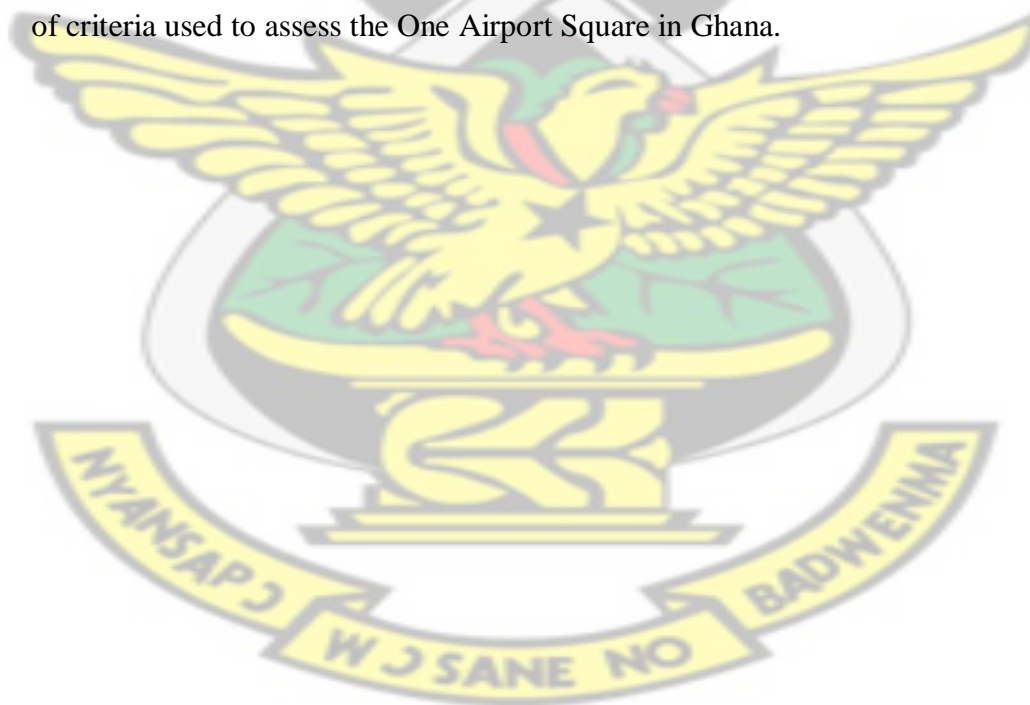 of criteria used to assess the One Airport Square in Ghana.
NYANSAPƆ
WƆSANE NO
BADWENMA